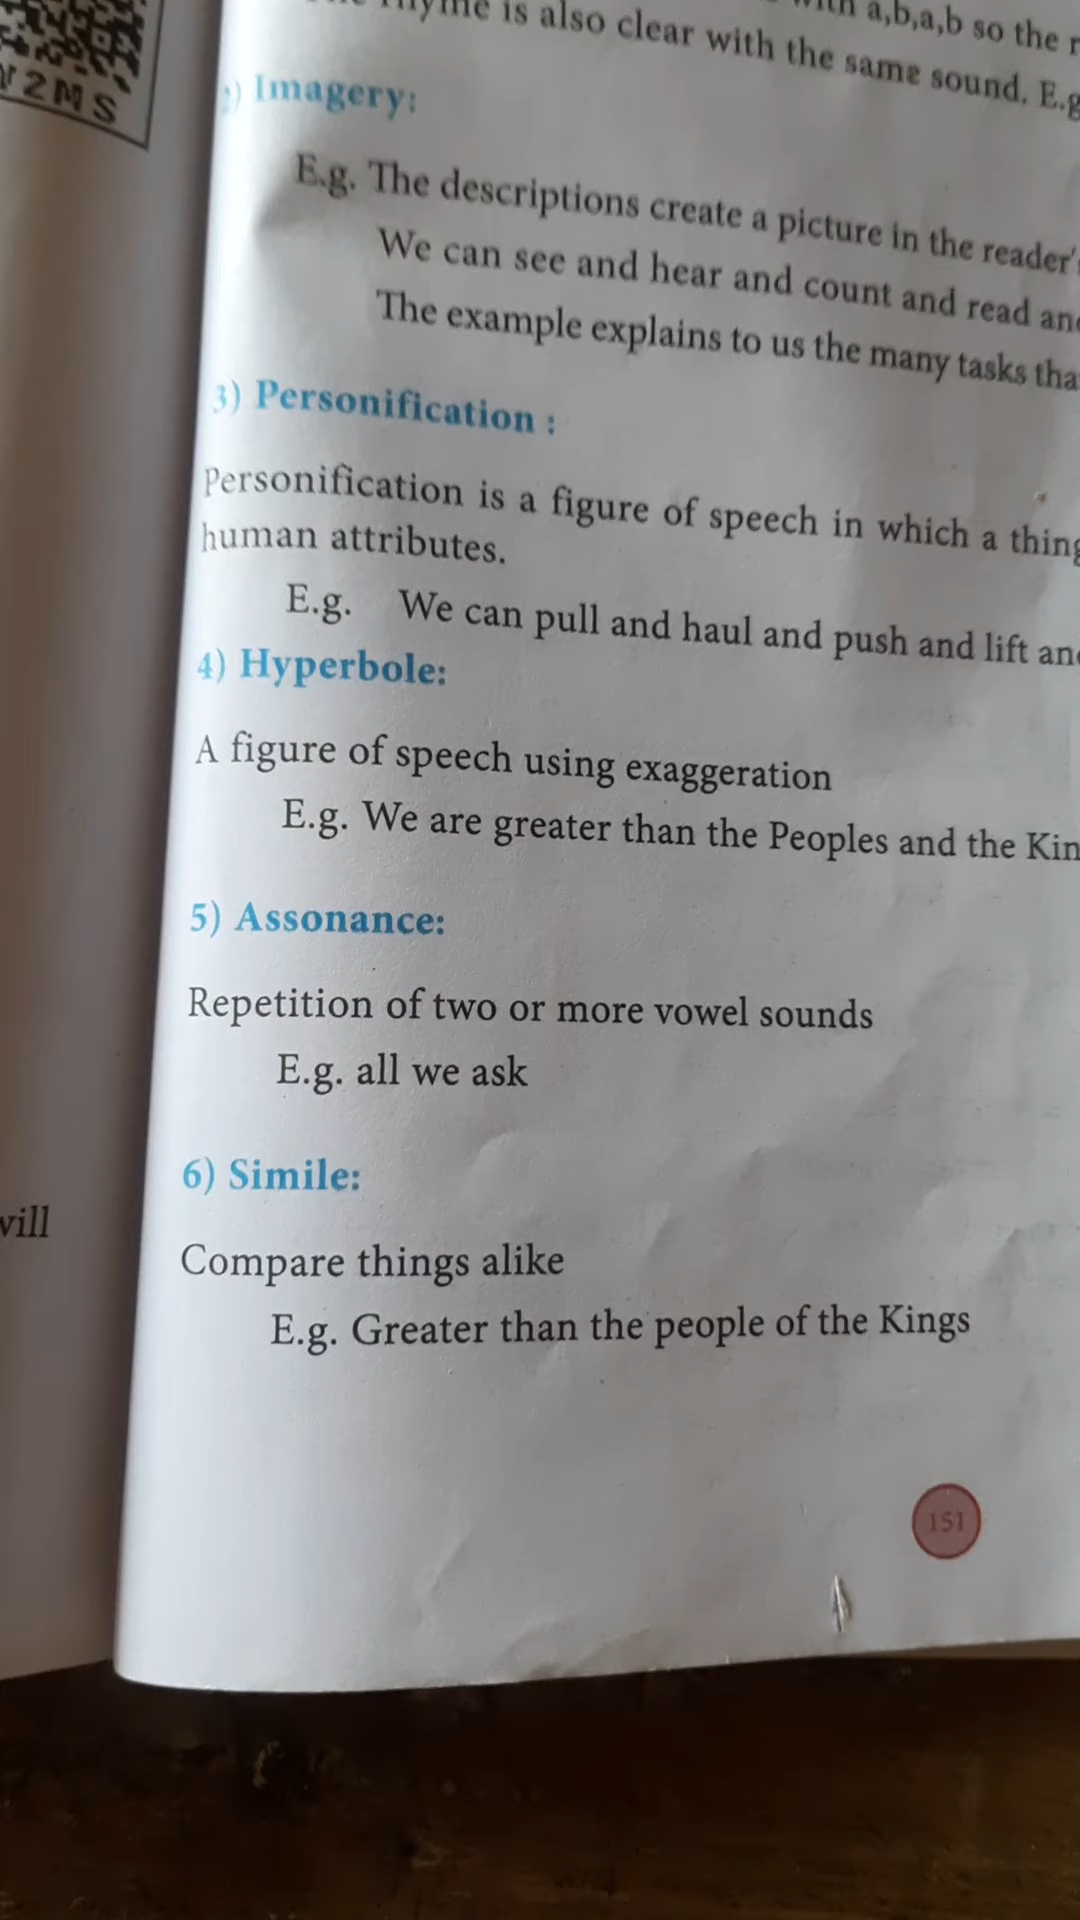 V2MS
Rhyme is also clear with the same sound. E.g
with a,b,a,b so the
Imagery:
E.g. The descriptions create a picture in the reader's
We can see and hear and count and read and
The example explains to us the many tasks tha
3) Personification :
Personification is a figure of speech in which a thing
human attributes.
E.g. We can pull and haul and push and lift and
4) Hyperbole:
A figure of speech using exaggeration
E.g. We are greater than the Peoples and the Kin
5) Assonance:
Repetition of two or more vowel sounds
E.g. all we ask
6) Simile:
will
Compare things alike
E.g. Greater than the people of the Kings
151